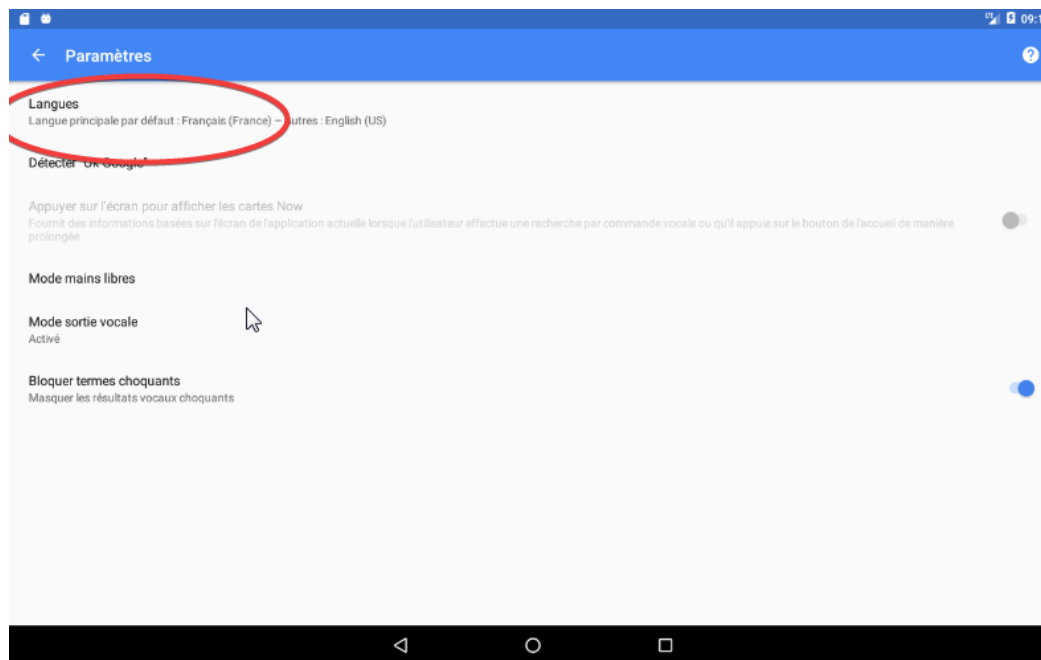 09:1
Paramètres
Langues
Langue principale par défaut : Français (France) – Autres : English (US)
Détecter "Ok Google"
Appuyer sur l'écran pour afficher les cartes Now
Fournit des informations basées sur l'écran de l'application actuelle lorsque l'utilisateur effectue une recherche par commande vocale ou qu'il appuie sur le bouton de l'accueil de manière
prolongée.
Mode mains libres
Mode sortie vocale
Activé
Bloquer termes choquants
Masquer les résultats vocaux choquants